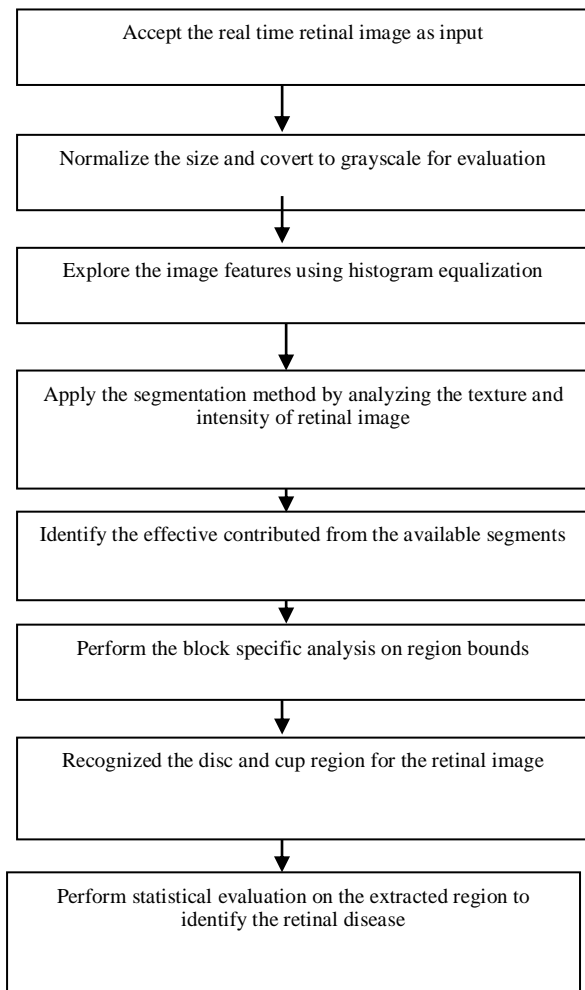 Accept the real time retinal image as input
Normalize the size and covert to grayscale for evaluation
Explore the image features using histogram equalization
Apply the segmentation method by analyzing the texture and
intensity of retinal image
Identify the effective contributed from the available segments
Perform the block specific analysis on region bounds
Recognized the disc and cup region for the retinal image
Perform statistical evaluation on the extracted region to
identify the retinal disease